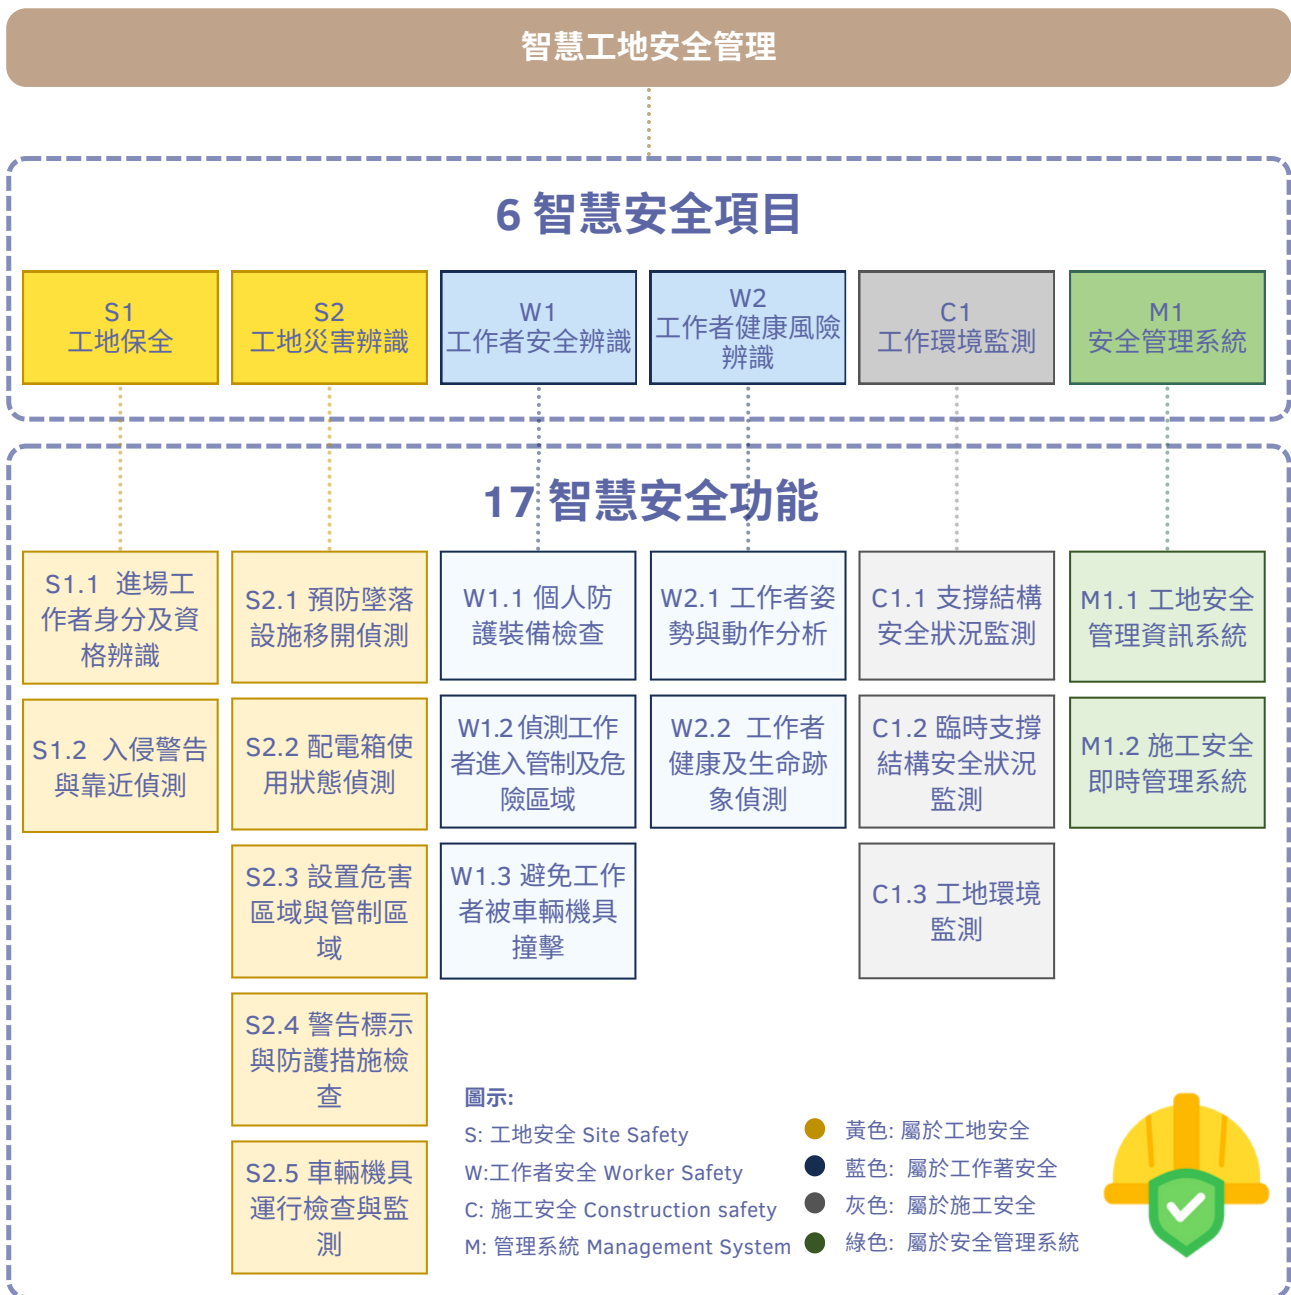 智慧工地安全管理
6 智慧安全項目
S1
工地保全
S2
工地災害辨識
W1
工作者安全辨識
W2
工作者健康風險
辨識
C1
工作環境監測
M1
安全管理系統
17 智慧安全功能
S1.1 進場工
作者身分及資
格辨識
S1.2 入侵警告
與靠近偵測
S2.1 預防墜落
設施移開偵測
S2.2 配電箱使
用狀態偵測
S2.3 設置危害
區域與管制區
域
S2.4 警告標示
與防護措施檢
查
S2.5 車輛機具
運行檢查與監
測
W1.1 個人防
護裝備檢查
W1.2 偵測工作
者進入管制及危
險區域
W1.3 避免工作
者被車輛機具
撞擊
W2.1 工作者姿
勢與動作分析
W2.2 工作者
健康及生命跡
象偵測
C1.1 支撐結構
安全狀況監測
C1.2 臨時支撐
結構安全狀況
監測
C1.3 工地環境
監測
M1.1 工地安全
管理資訊系統
M1.2 施工安全
即時管理系統
圖示:
S: 工地安全 Site Safety
W:工作者安全 Worker Safety
C: 施工安全 Construction safety
M: 管理系統 Management System
黃色: 屬於工地安全
藍色: 屬於工作著安全
灰色: 屬於施工安全
綠色: 屬於安全管理系統